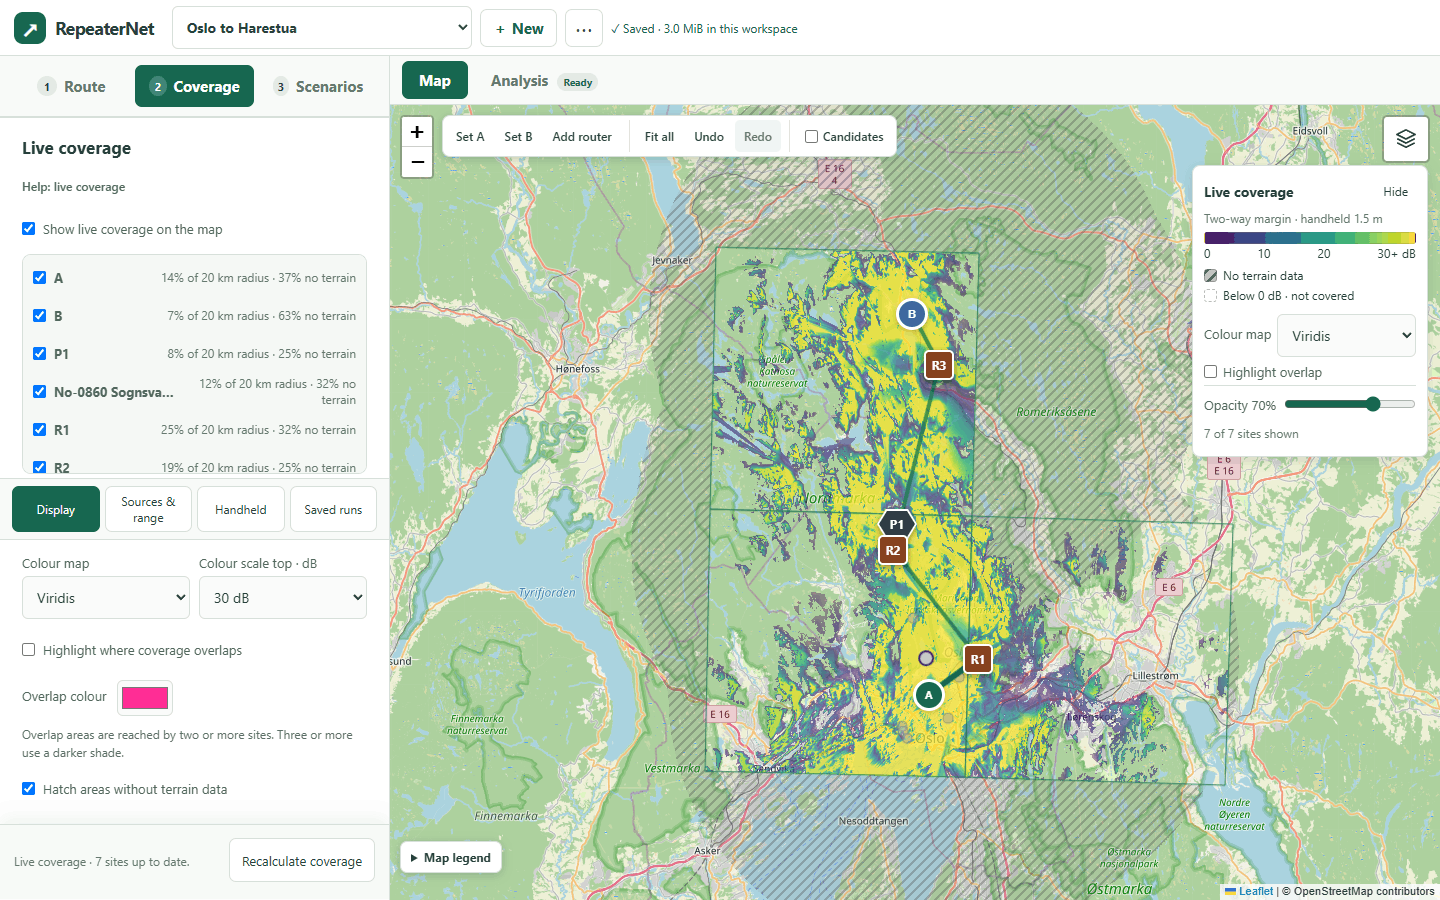 RepeaterNet
Oslo to Harestua
+ New
...
✓ Saved · 3.0 MiB in this workspace
1 Route
2 Coverage
3 Scenarios
Map
Analysis Ready
Live coverage
Help: live coverage
Show live coverage on the map
A 14% of 20 km radius · 37% no terrain
B 7% of 20 km radius · 63% no terrain
P1 8% of 20 km radius · 25% no terrain
No-0860 Sognsva... 12% of 20 km radius · 32% no
terrain
R1 25% of 20 km radius · 32% no terrain
R2 19% of 20 km radius · 25% no terrain
Display
Sources &
range
Handheld
Saved runs
Colour map
Colour scale top · dB
Viridis
30 dB
Highlight where coverage overlaps
Overlap colour
Overlap areas are reached by two or more sites. Three or more
use a darker shade.
Hatch areas without terrain data
Live coverage · 7 sites up to date.
Recalculate coverage
+
−
Set A
Set B
Add router
Fit all
Undo
Redo
Candidates
Live coverage
Hide
Two-way margin · handheld 1.5 m
0 10 20 30+ dB
No terrain data
Below 0 dB · not covered
Colour map
Viridis
Highlight overlap
Opacity 70%
7 of 7 sites shown
Eidsvoll
E 16
4
Jevnaker
B
R3
Hønefoss
naturreservat
Romeriksåsene
E 6
E 16
P1
R2
Tyrifjorden
E 6
R1
A
Lillestrøm
Lørenskog
E 16
Oslo
Finnemarka
naturreservat
Vestmarka
Sandvika
Finnemarka
Nesoddtangen
Asker
Nordre
Øyeren
naturreservat
Østmarka
nasjonalpark
Østmarka
sund
Map legend
Leaflet | © OpenStreetMap contributors